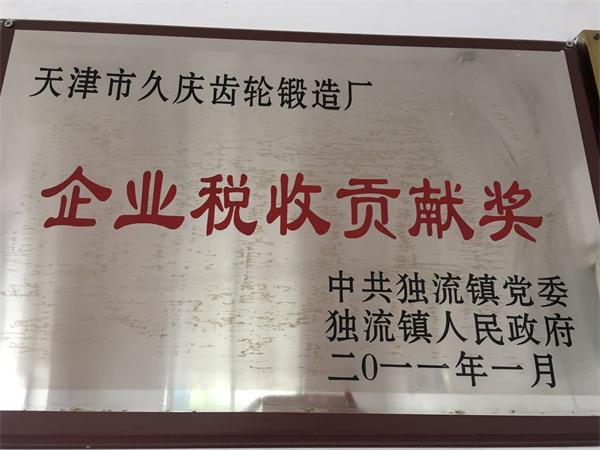 天津市久庆齿轮锻造厂
企业税收贡献奖
中共独流镇党委
独流镇人民政府
二0一一年一月